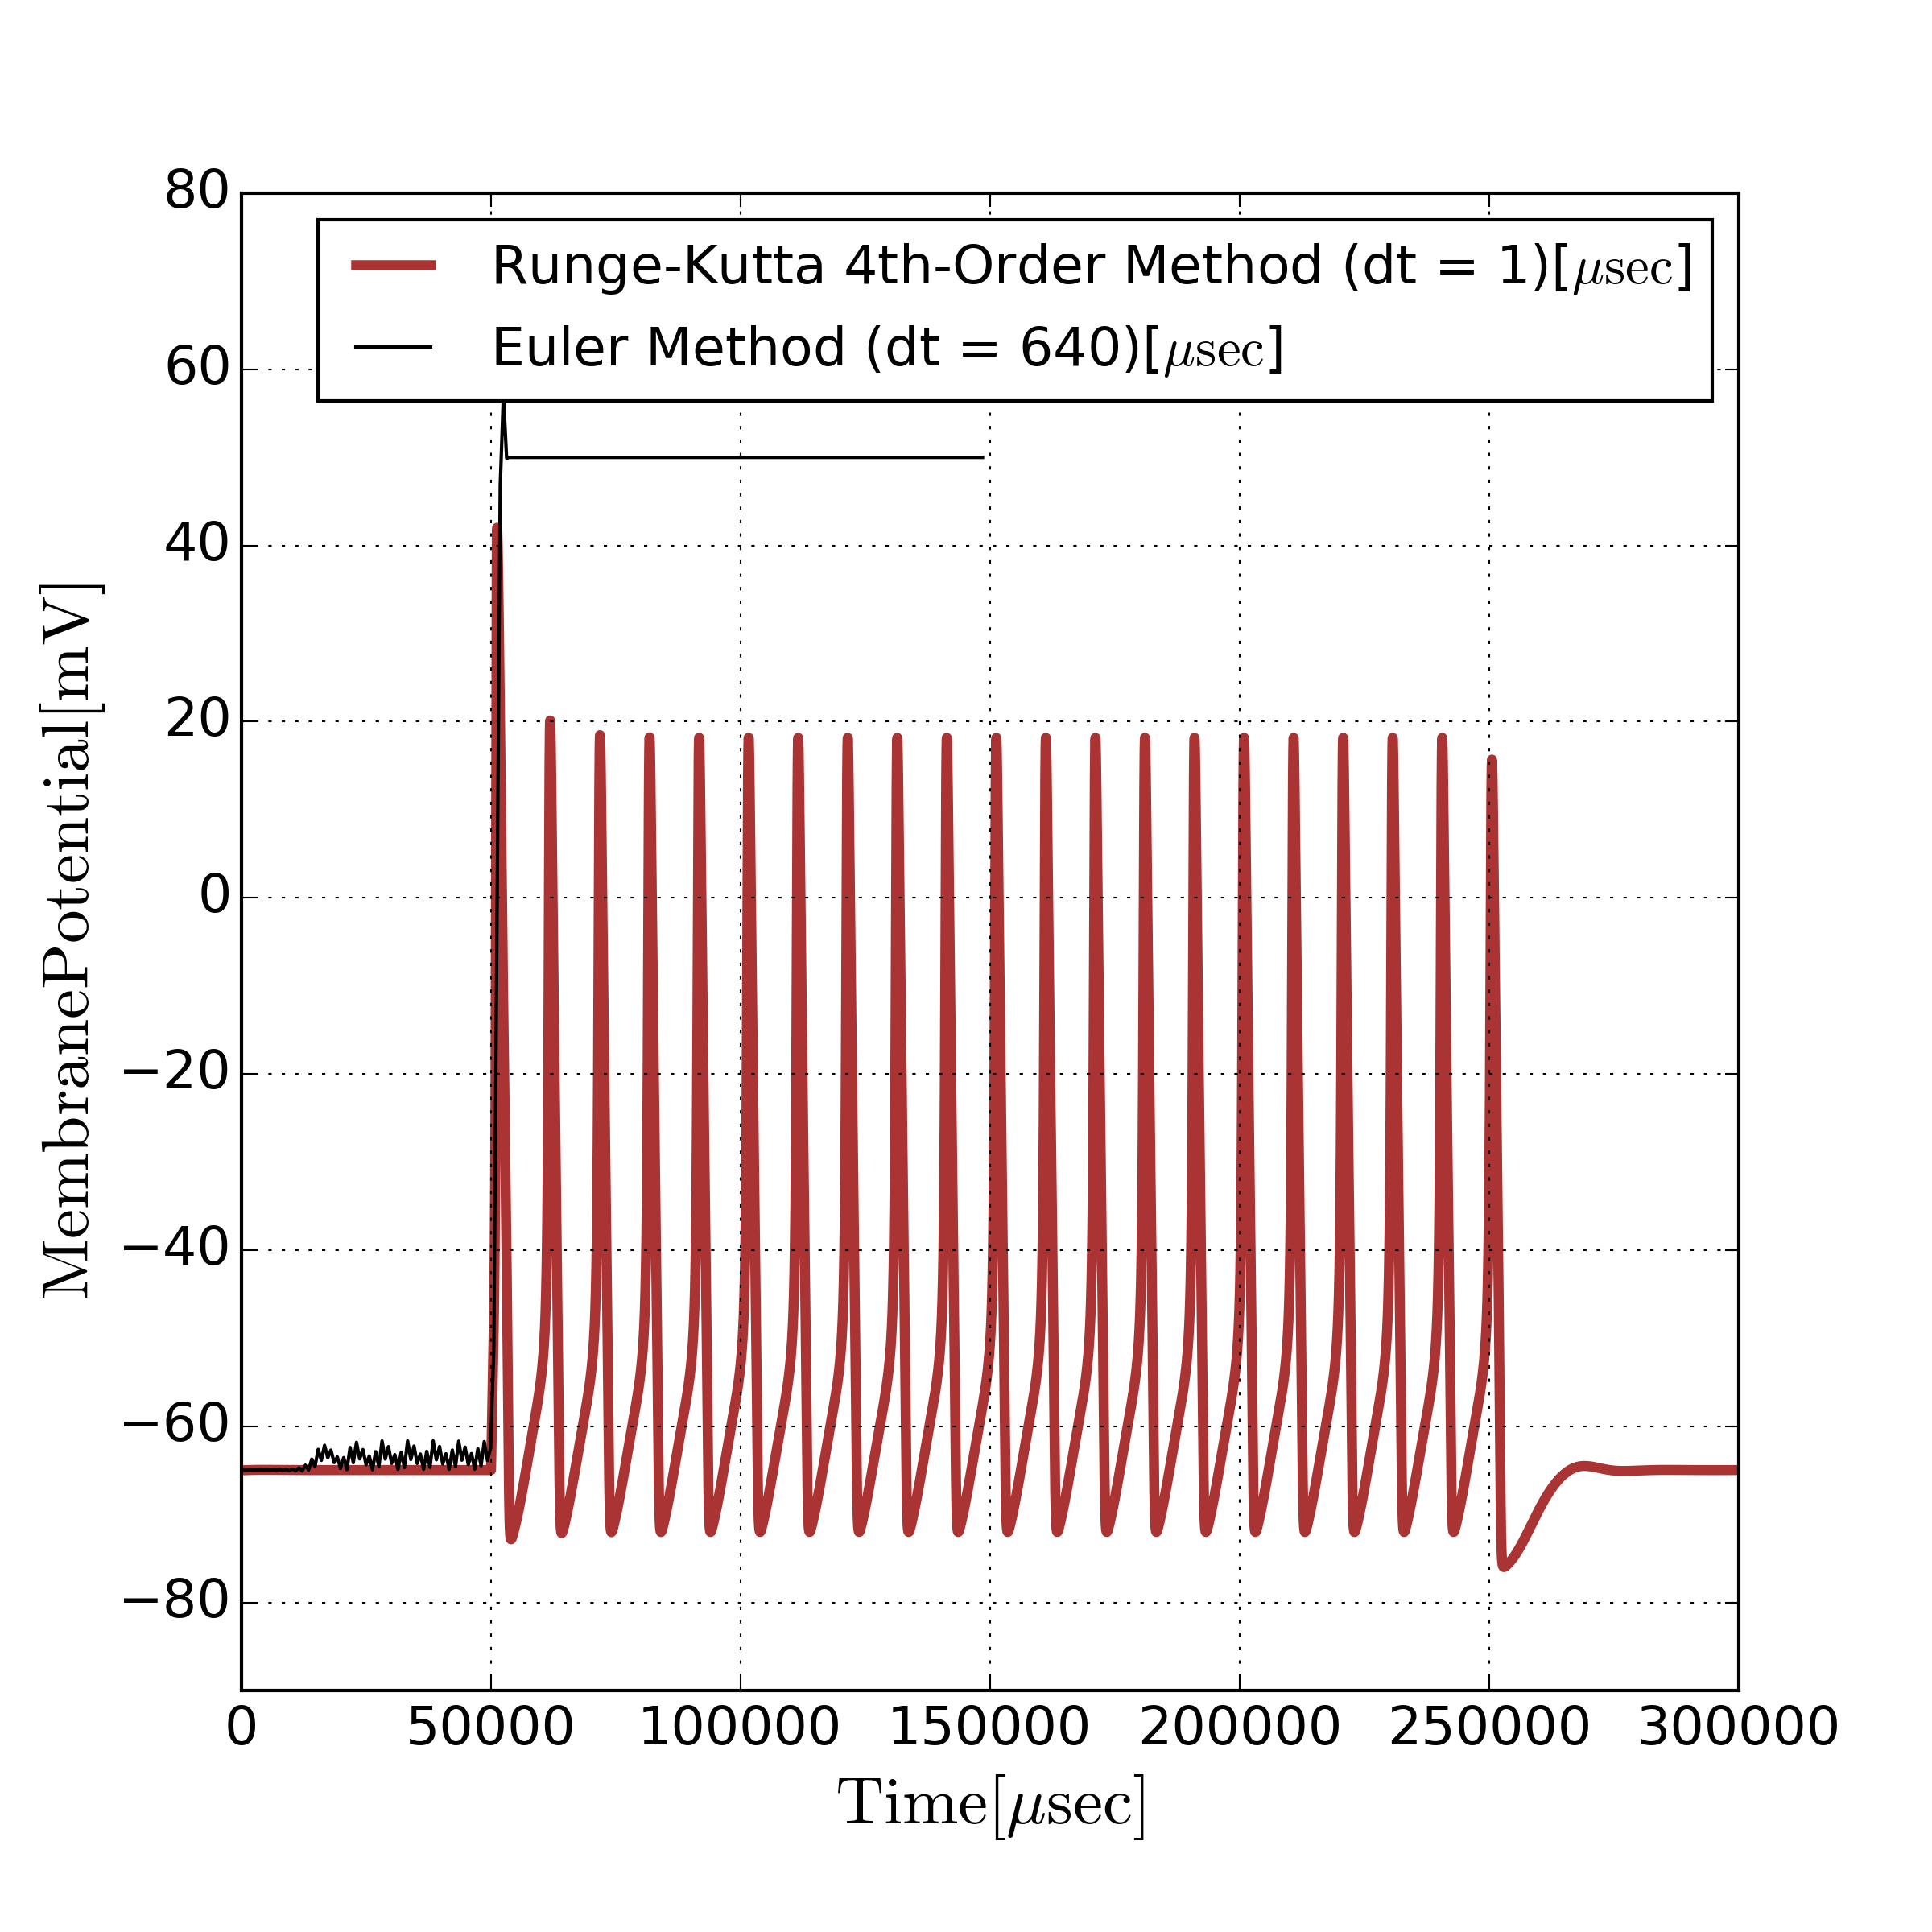 80
Runge-Kutta 4th-Order Method (dt = 1)[μsec]
Euler Method (dt = 640)[μsec]
60
40
20
0
−20
−40
−60
−80
MembranePotential[mV]
0 50000 100000 150000 200000 250000 300000
Time[μsec]